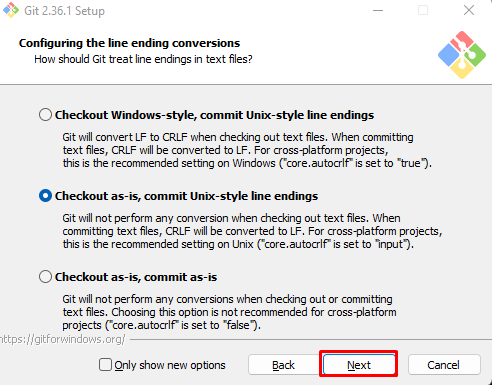 Git 2.36.1 Setup
Configuring the line ending conversions
How should Git treat line endings in text files?
Checkout Windows-style, commit Unix-style line endings
Git will convert LF to CRLF when checking out text files. When committing
text files, CRLF will be converted to LF. For cross-platform projects,
this is the recommended setting on Windows ("core.autocrlf" is set to "true").
Checkout as-is, commit Unix-style line endings
Git will not perform any conversion when checking out text files. When
committing text files, CRLF will be converted to LF. For cross-platform projects,
this is the recommended setting on Unix ("core.autocrlf" is set to "input").
Checkout as-is, commit as-is
Git will not perform any conversions when checking out or committing
text files. Choosing this option is not recommended for cross-platform
projects ("core.autocrlf" is set to "false").
https://gitforwindows.org/
Only show new options
Back
Next
Cancel